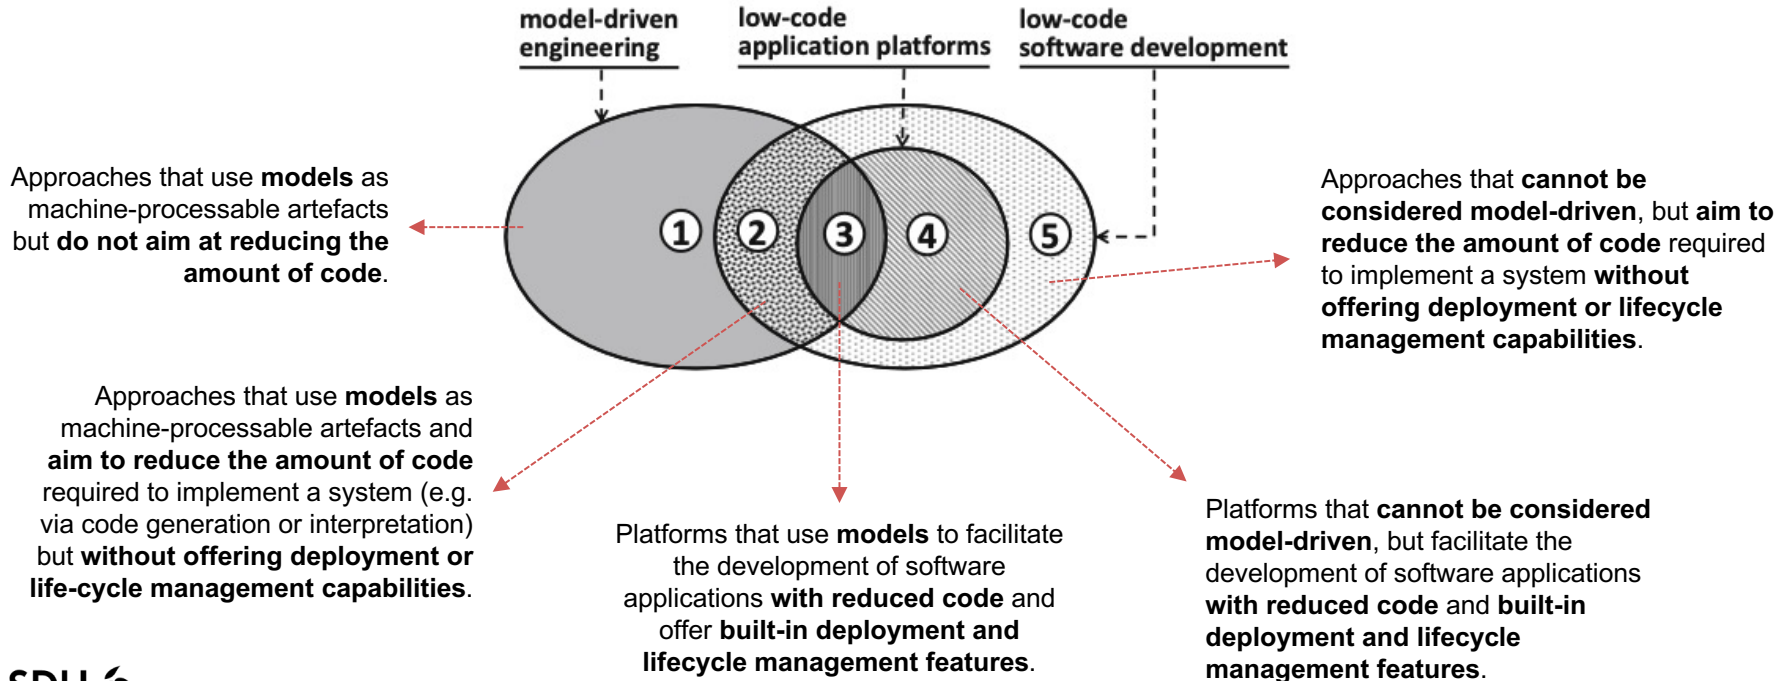 model-driven
engineering
low-code
application platforms
low-code
software development
1
2
3
4
5
Approaches that use models as
machine-processable artefacts
but do not aim at reducing the
amount of code.
Approaches that cannot be
considered model-driven, but aim to
reduce the amount of code required
to implement a system without
offering deployment or lifecycle
management capabilities.
Approaches that use models as
machine-processable artefacts and
aim to reduce the amount of code
required to implement a system (e.g.
via code generation or interpretation)
but without offering deployment or
life-cycle management capabilities.
Platforms that use models to facilitate
the development of software
applications with reduced code and
offer built-in deployment and
lifecycle management features.
Platforms that cannot be considered
model-driven, but facilitate the
development of software applications
with reduced code and built-in
deployment and lifecycle
management features.
SDU